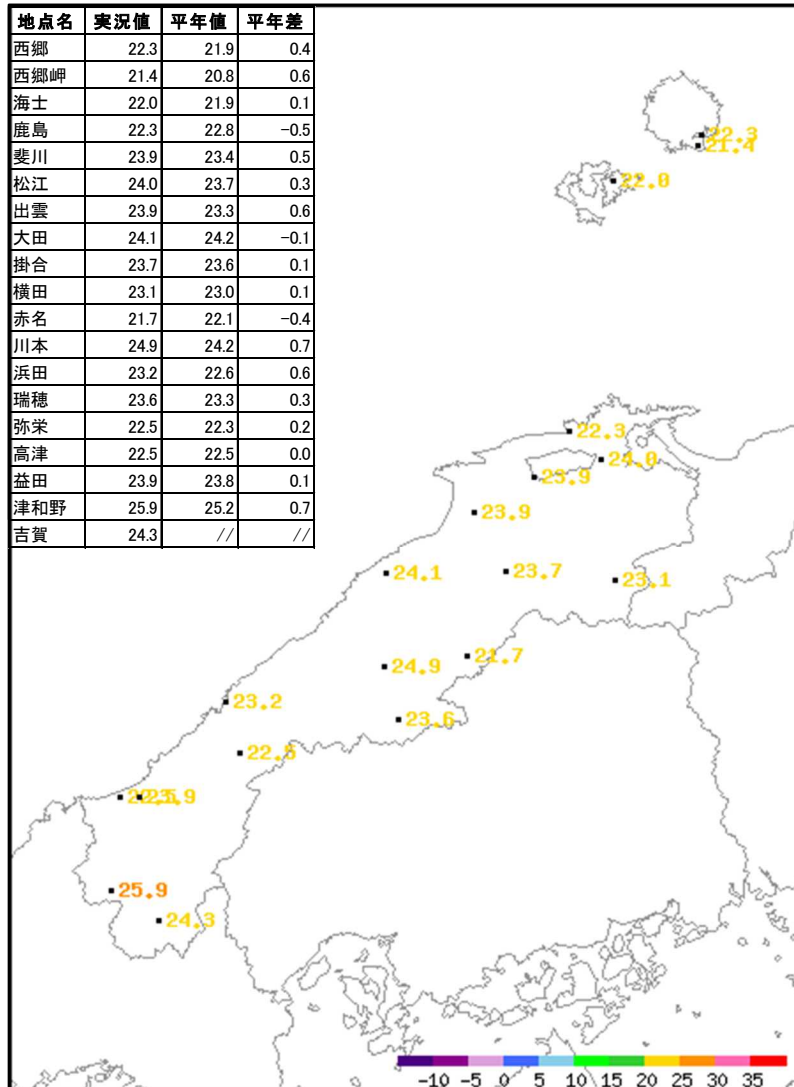 地点名 実況値 平年値 平年差
西郷 22.3 21.9 0.4
西郷岬 21.4 20.8 0.6
海士 22.0 21.9 0.1
鹿島 22.3 22.8 −0.5
斐川 23.9 23.4 0.5
松江 24.0 23.7 0.3
出雲 23.9 23.3 0.6
大田 24.1 24.2 −0.1
掛合 23.7 23.6 0.1
横田 23.1 23.0 0.1
赤名 21.7 22.1 −0.4
川本 24.9 24.2 0.7
浜田 23.2 22.6 0.6
瑞穂 23.6 23.3 0.3
弥栄 22.5 22.3 0.2
高津 22.5 22.5 0.0
益田 23.9 23.8 0.1
津和野 25.9 25.2 0.7
吉賀 24.3 // //
22.3
21.4
22.0
22.3
24.0
23.9
23.9
24.1
23.7
23.1
21.7
24.9
23.6
23.2
22.5
22.5
23.9
25.9
24.3
-10 -5 0 5 10 15 20 25 30 35